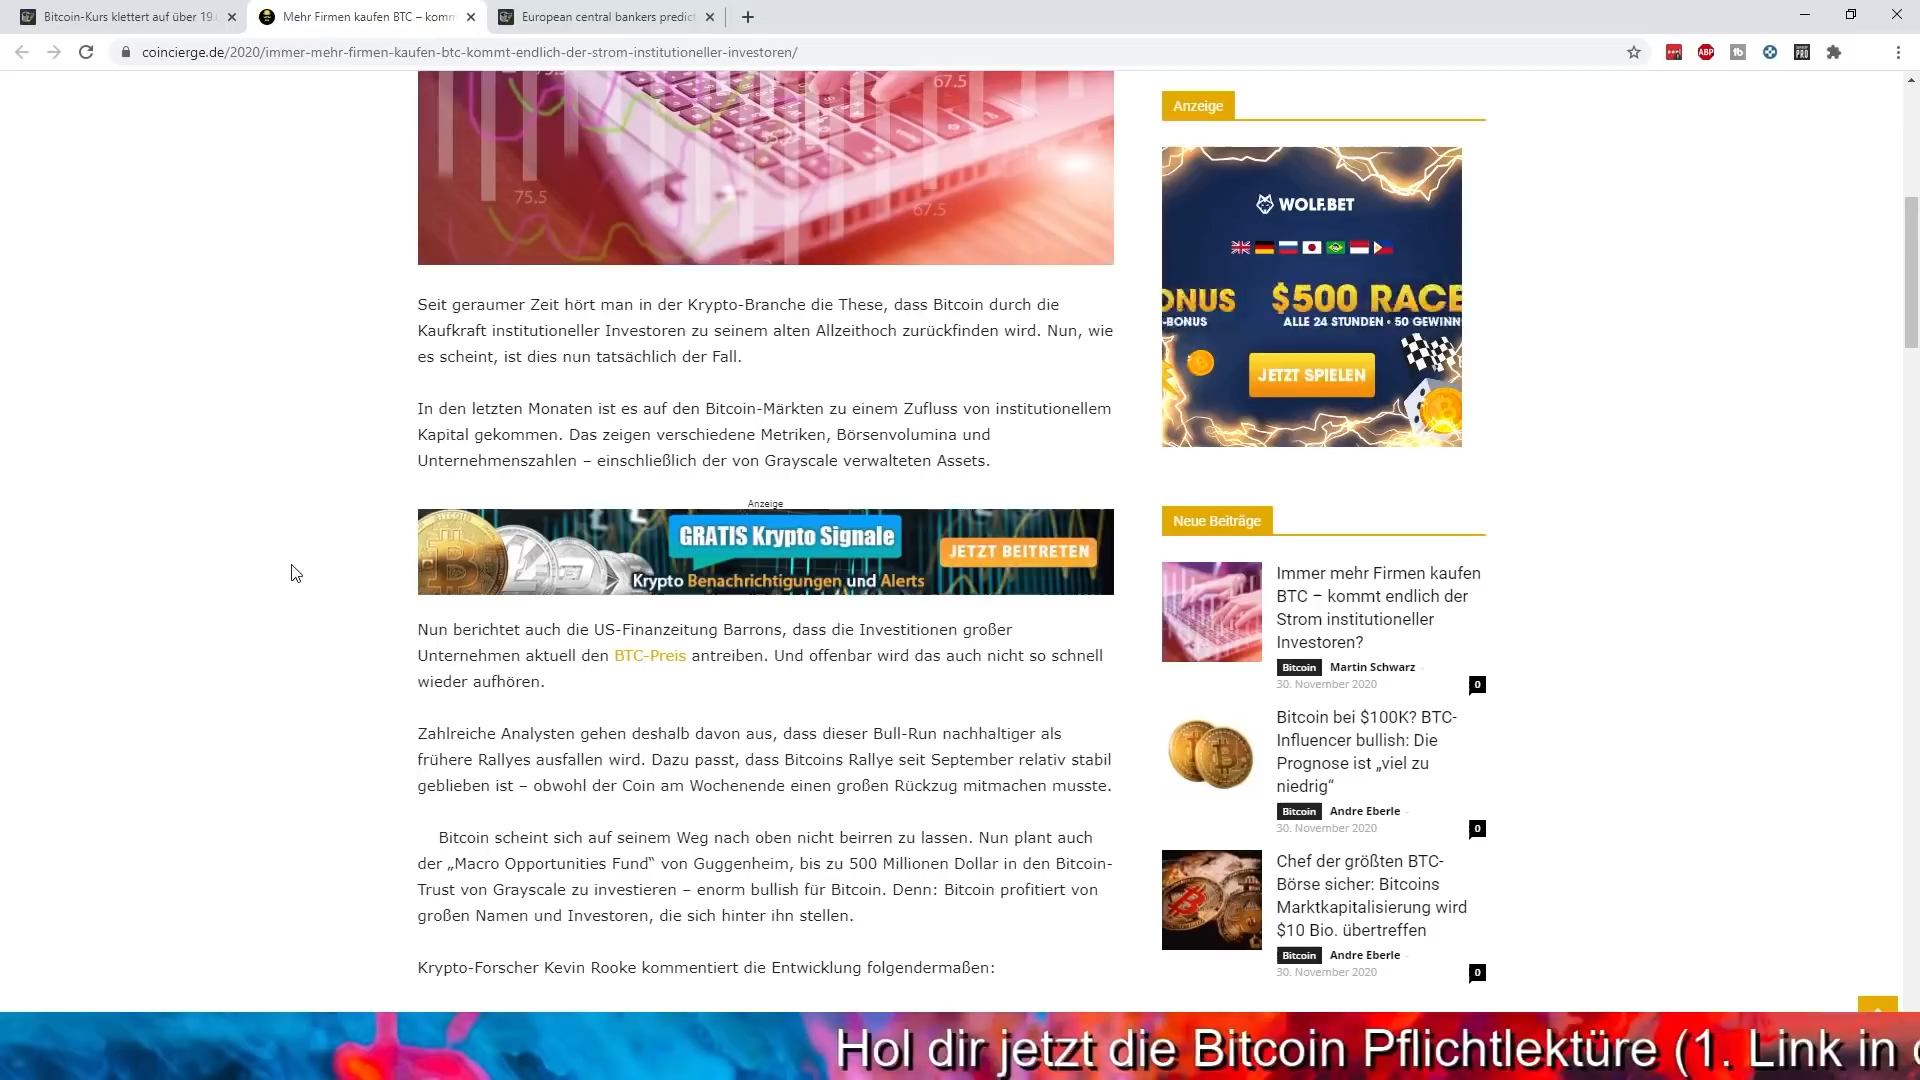 Bitcoin-Kurs klettert auf über 19.
Mehr Firmen kaufen BTC – komm
European central bankers predict
coincierge.de/2020/immer-mehr-firmen-kaufen-btc-kommt-endlich-der-strom-institutioneller-investoren/
ABP
PRO
67.5
75.5
67.5
Seit geraumer Zeit hört man in der Krypto-Branche die These, dass Bitcoin durch die
Kaufkraft institutioneller Investoren zu seinem alten Allzeithoch zurückfinden wird. Nun, wie
es scheint, ist dies nun tatsächlich der Fall.
In den letzten Monaten ist es auf den Bitcoin-Märkten zu einem Zufluss von institutionellem
Kapital gekommen. Das zeigen verschiedene Metriken, Börsenvolumina und
Unternehmenszahlen – einschließlich der von Grayscale verwalteten Assets.
Anzeige
GRATIS Krypto Signale
JETZT BEITRETEN
Krypto Benachrichtigungen und Alerts
Nun berichtet auch die US-Finanzeitung Barrons, dass die Investitionen großer
Unternehmen aktuell den BTC-Preis antreiben. Und offenbar wird das auch nicht so schnell
wieder aufhören.
Zahlreiche Analysten gehen deshalb davon aus, dass dieser Bull-Run nachhaltiger als
frühere Rallyes ausfallen wird. Dazu passt, dass Bitcoins Rallye seit September relativ stabil
geblieben ist – obwohl der Coin am Wochenende einen großen Rückzug mitmachen musste.
Bitcoin scheint sich auf seinem Weg nach oben nicht beirren zu lassen. Nun plant auch
der „Macro Opportunities Fund“ von Guggenheim, bis zu 500 Millionen Dollar in den Bitcoin-
Trust von Grayscale zu investieren – enorm bullish für Bitcoin. Denn: Bitcoin profitiert von
großen Namen und Investoren, die sich hinter ihn stellen.
Krypto-Forscher Kevin Rooke kommentiert die Entwicklung folgendermaßen:
Anzeige
WOLF.BET
ONUS $500 RACE
-BONUS ALLE 24 STUNDEN • 50 GEWINN
JETZT SPIELEN
Neue Beiträge
Immer mehr Firmen kaufen
BTC – kommt endlich der
Strom institutioneller
Investoren?
Bitcoin Martin Schwarz -
30. November 2020 0
Bitcoin bei $100K? BTC-
Influencer bullish: Die
Prognose ist „viel zu
niedrig“
Bitcoin Andre Eberle -
30. November 2020 0
Chef der größten BTC-
Börse sicher: Bitcoins
Marktkapitalisierung wird
$10 Bio. übertreffen
Bitcoin Andre Eberle -
30. November 2020 0
Hol dir jetzt die Bitcoin Pflichtlektüre (1. Link in